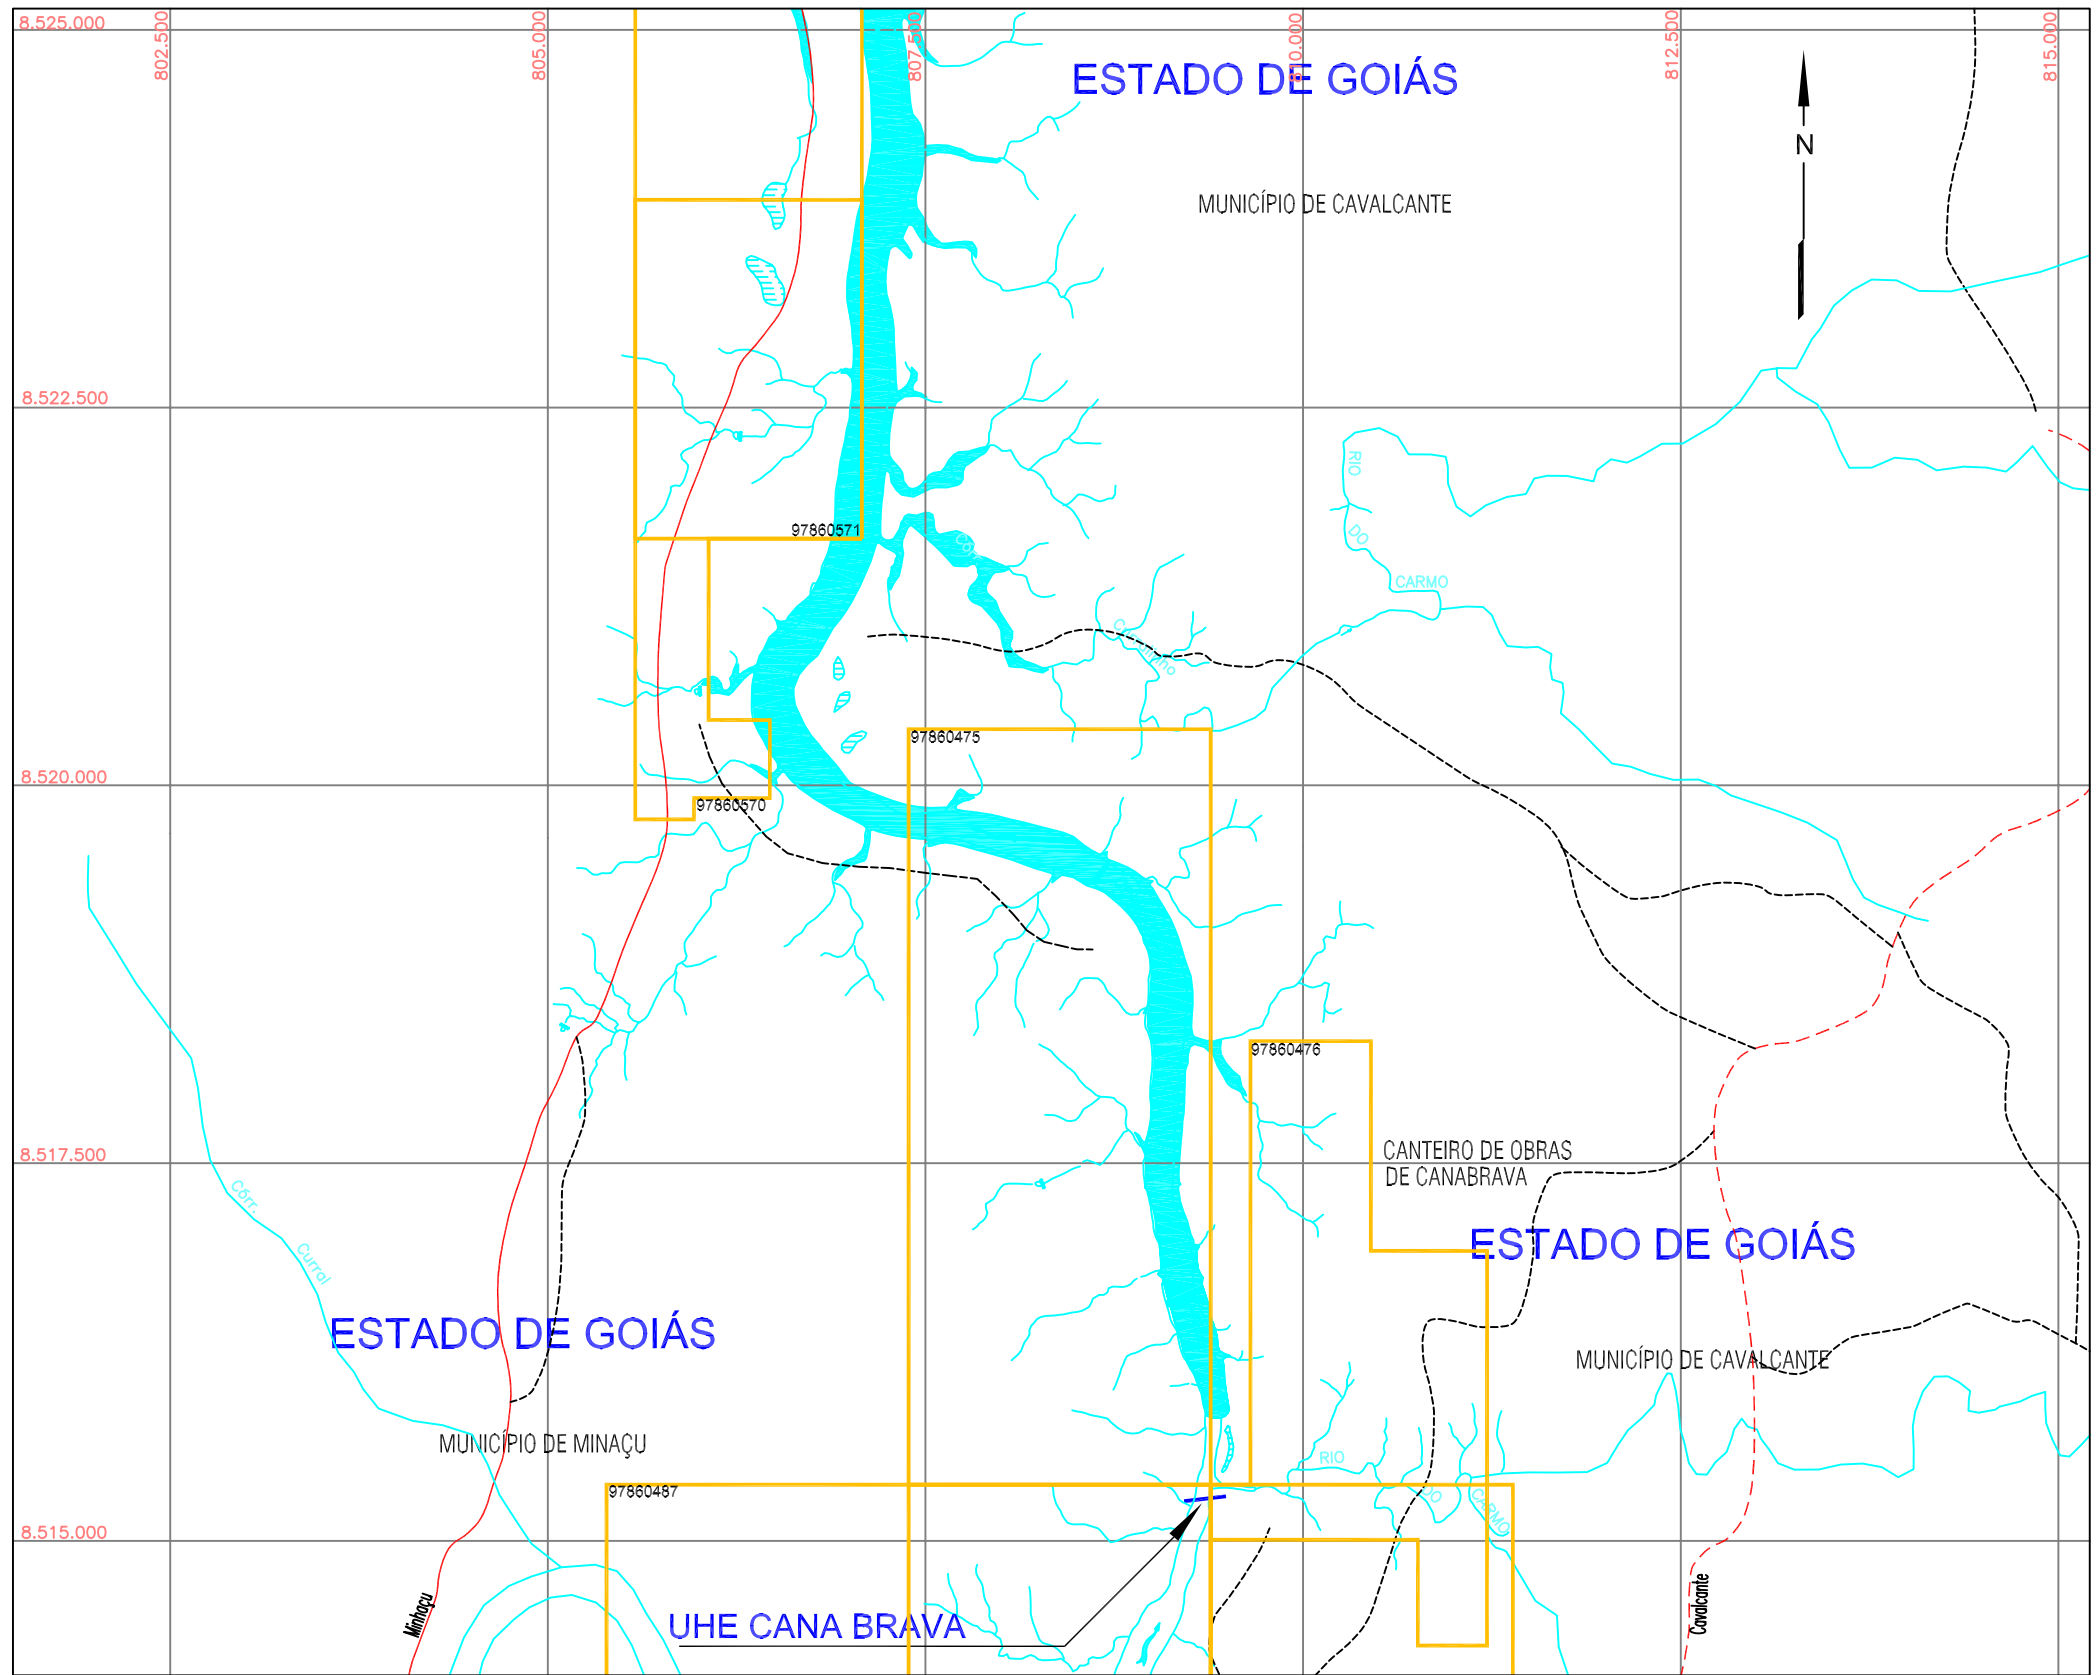 8.525.000
802.500
805.000
807.500
810.000
812.500
815.000
ESTADO DE GOIÁS
N
MUNICÍPIO DE CAVALCANTE
8.522.500
RIO
DO
CARMO
97860571
97860475
8.520.000
97860570
97860476
CANTEIRO DE OBRAS
DE CANABRAVA
8.517.500
Córr.
Curral
ESTADO DE GOIÁS
ESTADO DE GOIÁS
MUNICÍPIO DE CAVALCANTE
MUNICÍPIO DE MINAÇU
RIO
DO
CARMO
97860487
8.515.000
Minhaçu
UHE CANA BRAVA
Cavalcante